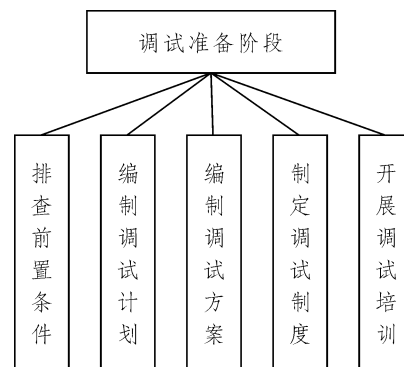 调试准备阶段
排查前置条件
编制调试计划
编制调试方案
制定调试制度
开展调试培训